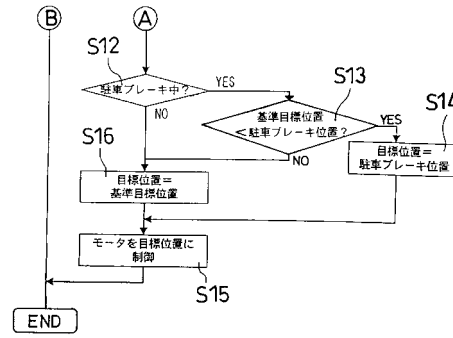 B
A
S12
駐車ブレーキ中?
YES
NO
S13
基準目標位置
<駐車ブレーキ位置?
YES
NO
S14
目標位置=
駐車ブレーキ位置
S16
目標位置=
基準目標位置
モータを目標位置に
制御
S15
END